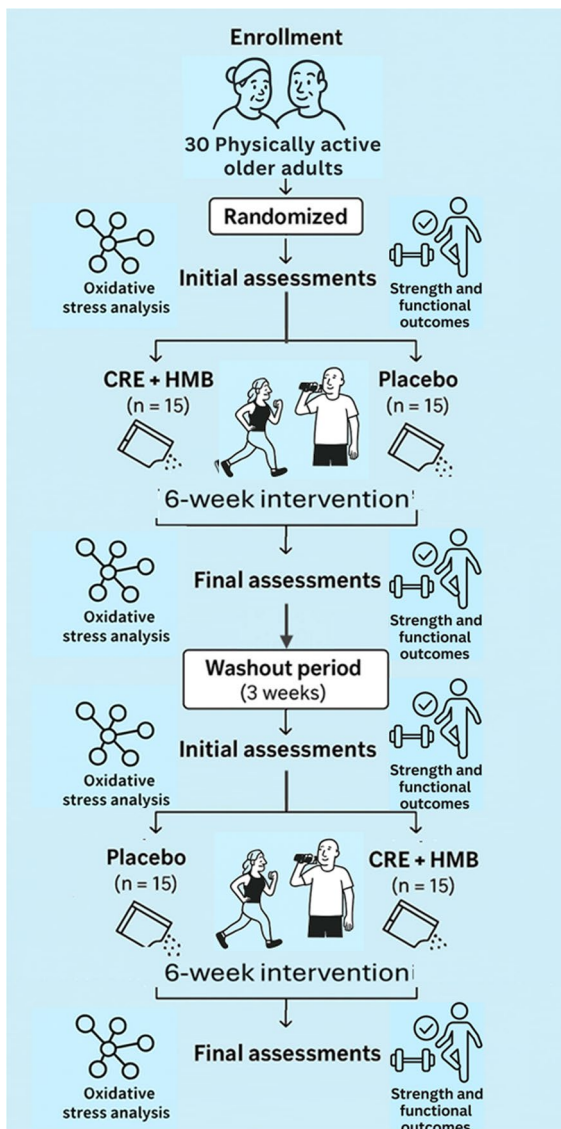 Enrollment
30 Physically active
older adults
Randomized
Initial assessments
Oxidative
stress analysis
Strength and
functional
outcomes
CRE + HMB
(n = 15)
Placebo
(n = 15)
6-week intervention
Final assessments
Oxidative
stress analysis
Strength and
functional
outcomes
Washout period
(3 weeks)
Initial assessments
Oxidative
stress analysis
Strength and
functional
outcomes
Placebo
(n = 15)
CRE + HMB
(n = 15)
6-week intervention
Final assessments
Oxidative
stress analysis
Strength and
functional
outcomes